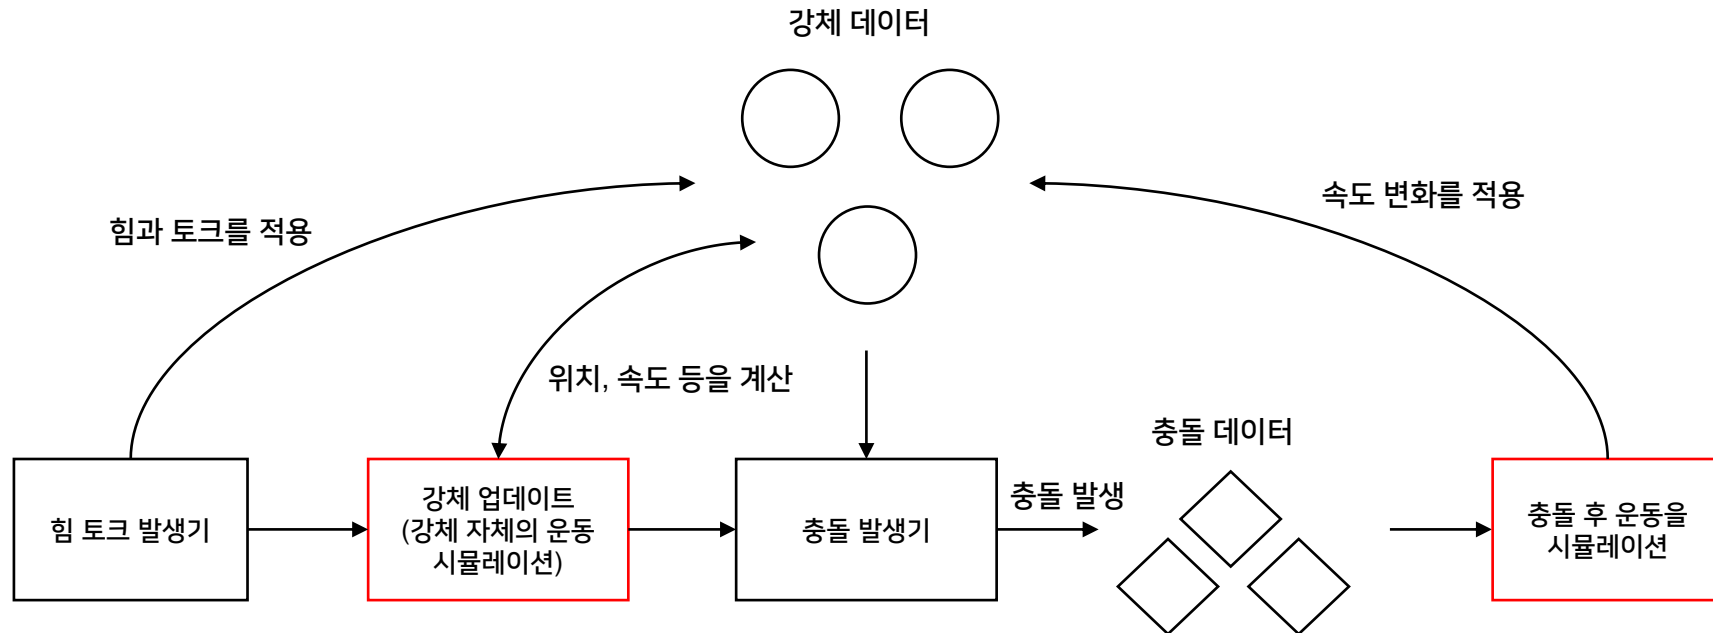 강체 데이터
속도 변화를 적용
힘과 토크를 적용
위치, 속도 등을 계산
충돌 데이터
힘 토크 발생기
강체 업데이트
(강체 자체의 운동
시뮬레이션)
충돌 발생기
충돌 발생
충돌 후 운동을
시뮬레이션